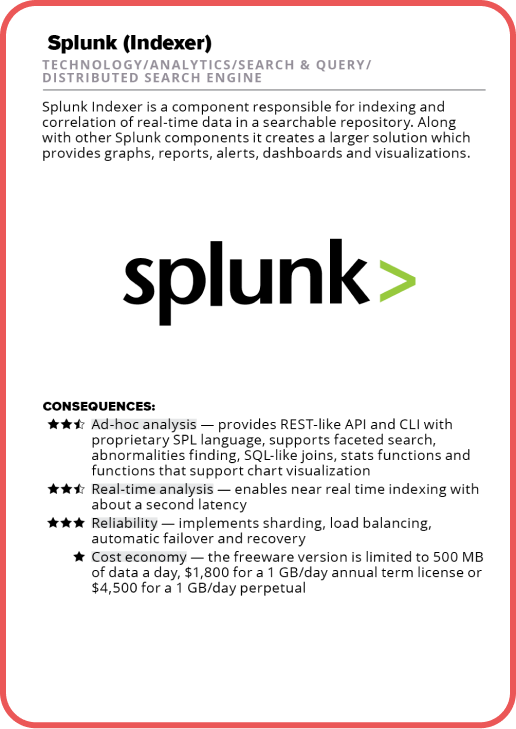 Splunk (Indexer)
TECHNOLOGY/ANALYTICS/SEARCH & QUERY/
DISTRIBUTED SEARCH ENGINE
Splunk Indexer is a component responsible for indexing and
correlation of real-time data in a searchable repository. Along
with other Splunk components it creates a larger solution which
provides graphs, reports, alerts, dashboards and visualizations.
splunk>
CONSEQUENCES:
Ad-hoc analysis — provides REST-like API and CLI with
proprietary SPL language, supports faceted search,
abnormalities finding, SQL-like joins, stats functions and
functions that support chart visualization
Real-time analysis — enables near real time indexing with
about a second latency
Reliability — implements sharding, load balancing,
automatic failover and recovery
Cost economy — the freeware version is limited to 500 MB
of data a day, $1,800 for a 1 GB/day annual term license or
$4,500 for a 1 GB/day perpetual